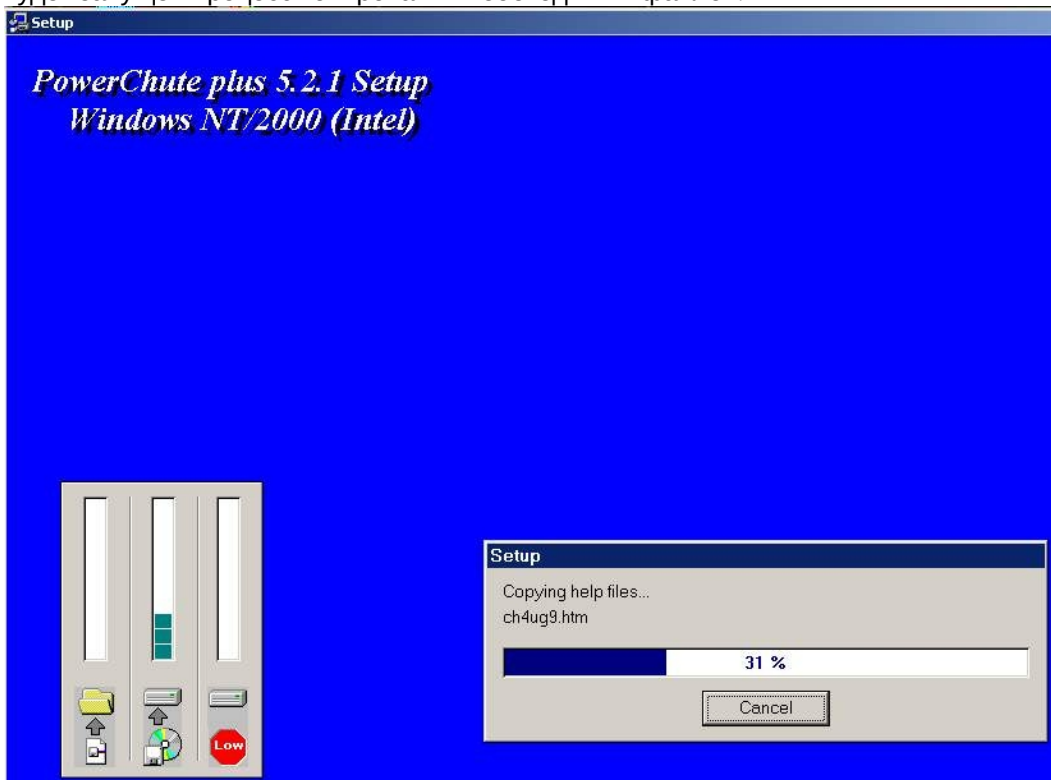 Setup
PowerChute plus 5.2.1 Setup
Windows NT/2000 (Intel)
Setup
Copying help files...
ch4ug9.htm
31 %
Cancel
Low